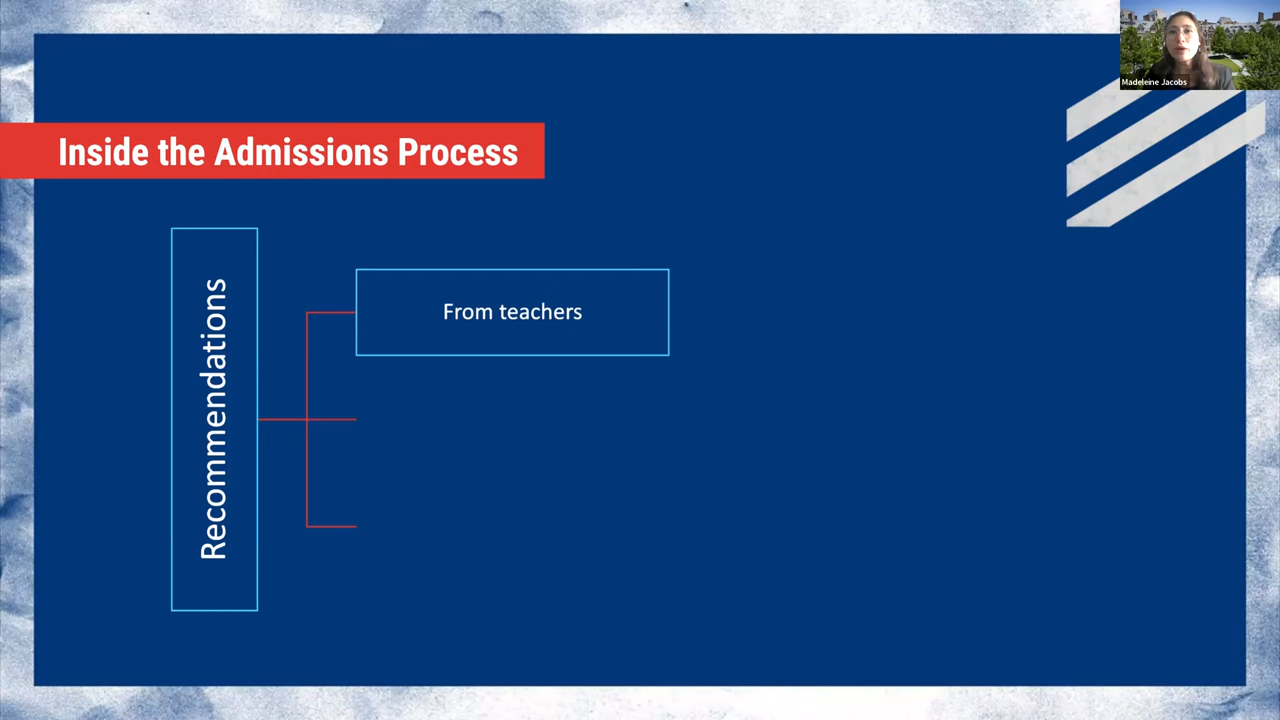 Madeleine Jacobs
Inside the Admissions Process
Recommendations
From teachers